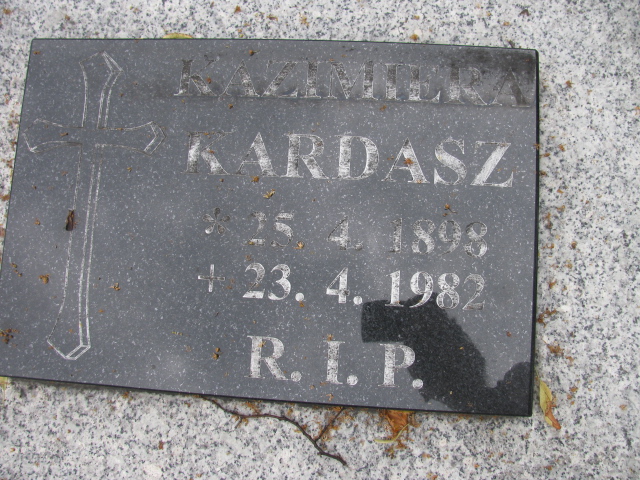 KAZIMIERA
KARDASZ
* 25. 4. 1898
+ 23. 4. 1982
R. I. P.